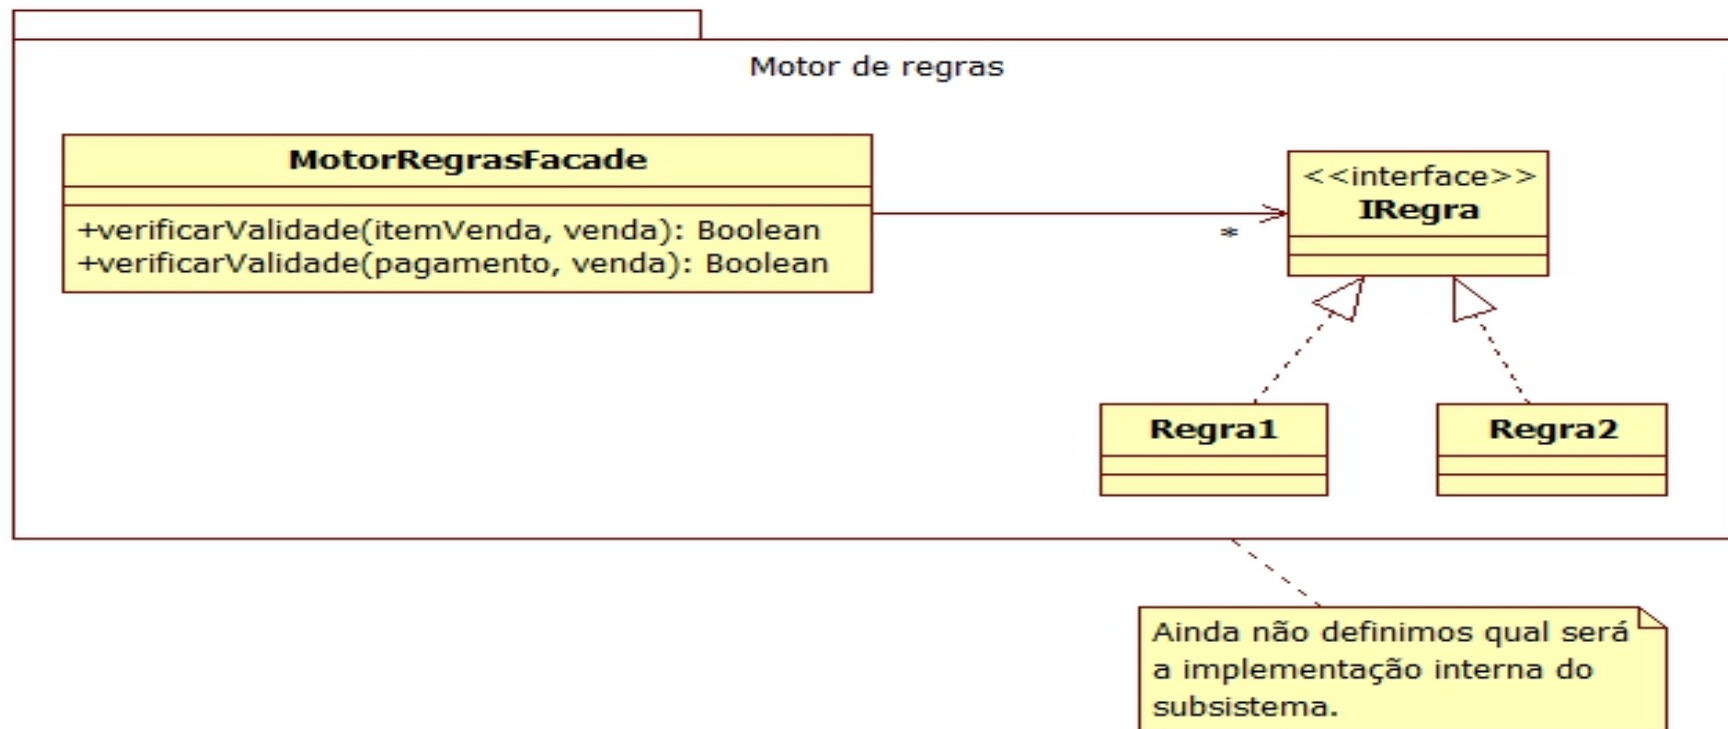 Motor de regras
MotorRegrasFacade
+verificarValidade(itemVenda, venda): Boolean
+verificarValidade(pagamento, venda): Boolean
*
<<interface>>
IRegra
Regra1
Regra2
Ainda não definimos qual será
a implementação interna do
subsistema.